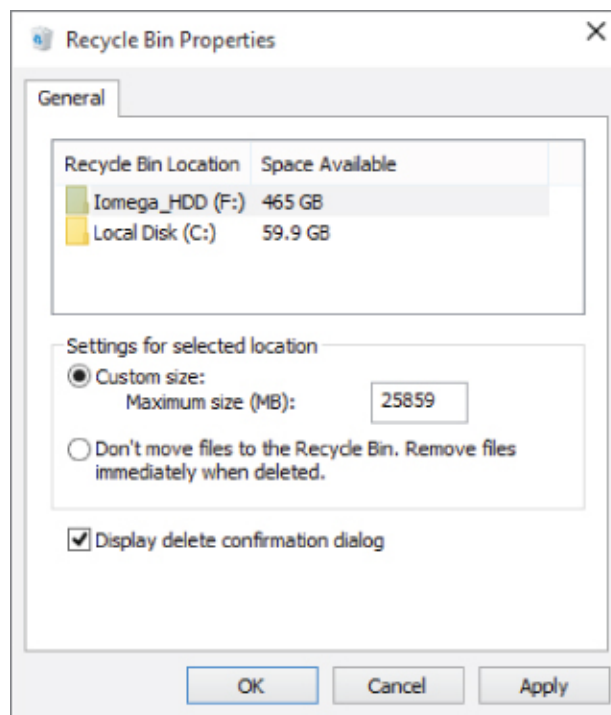 Recycle Bin Properties
General
Recycle Bin Location Space Available
Iomega_HDD (F:) 465 GB
Local Disk (C:) 59.9 GB
Settings for selected location
Custom size:
Maximum size (MB): 25859
Don't move files to the Recycle Bin. Remove files
immediately when deleted.
Display delete confirmation dialog
OK Cancel Apply